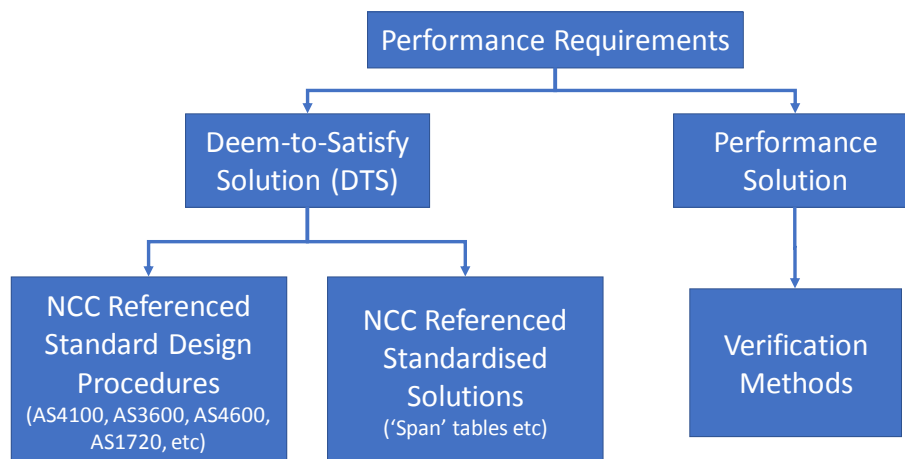 Performance Requirements
Deem-to-Satisfy
Solution (DTS)
Performance
Solution
NCC Referenced
Standard Design
Procedures
(AS4100, AS3600, AS4600,
AS1720, etc)
NCC Referenced
Standardised
Solutions
(‘Span’ tables etc)
Verification
Methods